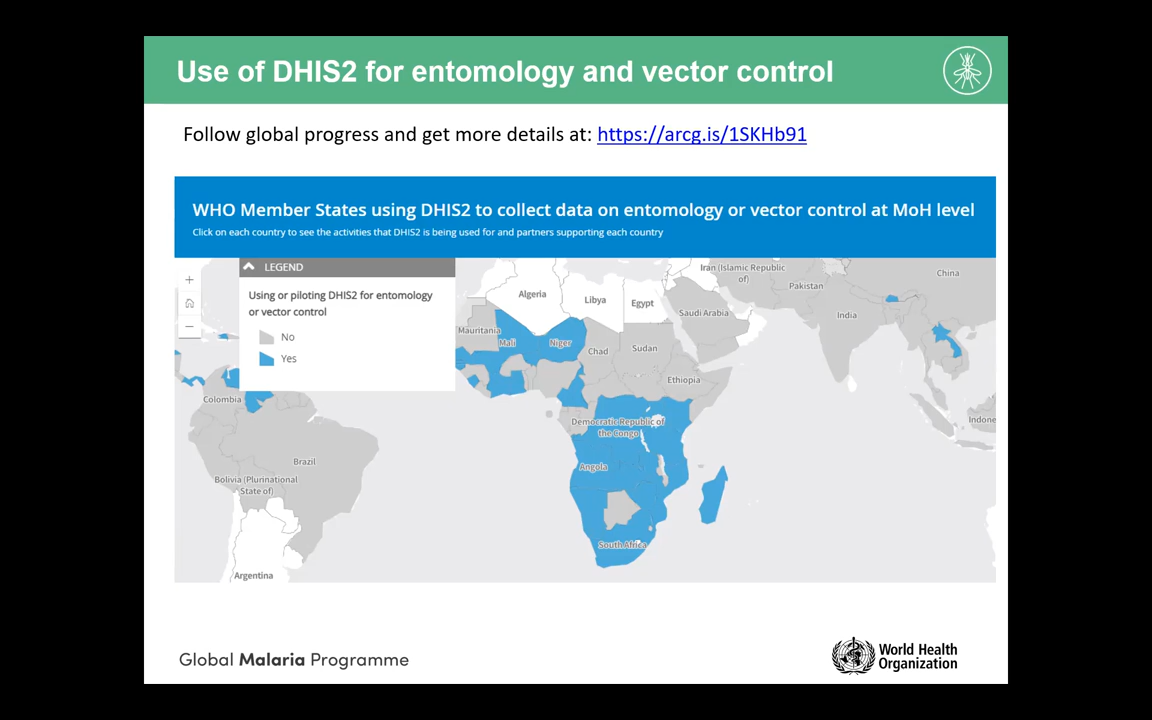 Use of DHIS2 for entomology and vector control
Follow global progress and get more details at: https://arcg.is/1SKHb91
WHO Member States using DHIS2 to collect data on entomology or vector control at MoH level
Click on each country to see the activities that DHIS2 is being used for and partners supporting each country
LEGEND
Using or piloting DHIS2 for entomology
or vector control
No
Yes
Iran (Islamic Republic
of)
China
Algeria
Libya
Egypt
Pakistan
Saudi Arabia
India
Mauritania
Mali
Niger
Chad
Sudan
Ethiopia
Colombia
Democratic Republic of
the Congo
Indone
Brazil
Angola
Bolivia (Plurinational
State of)
South Africa
Argentina
Global Malaria Programme
World Health
Organization